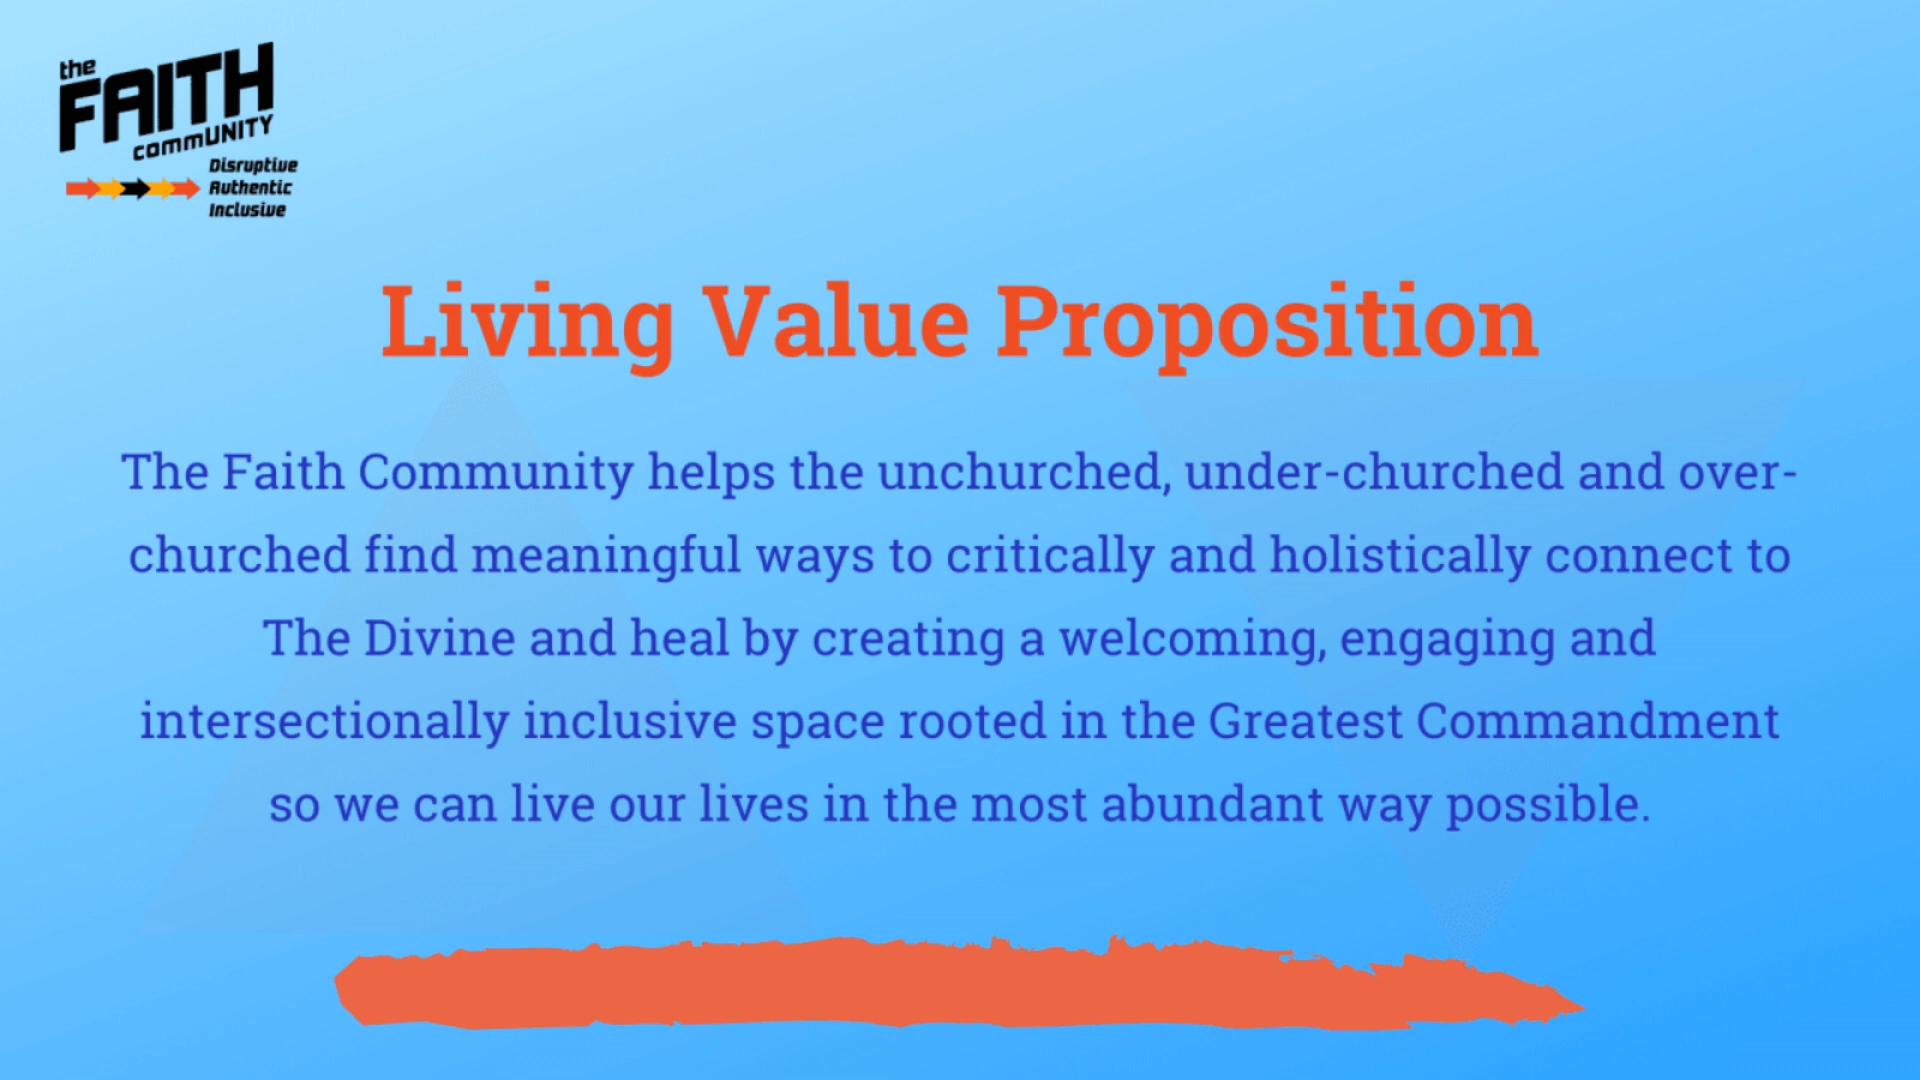 the
FAITH
commUNITY
Disruptive
Authentic
Inclusive
Living Value Proposition
The Faith Community helps the unchurched, under-churched and over-
churched find meaningful ways to critically and holistically connect to
The Divine and heal by creating a welcoming, engaging and
intersectionally inclusive space rooted in the Greatest Commandment
so we can live our lives in the most abundant way possible.